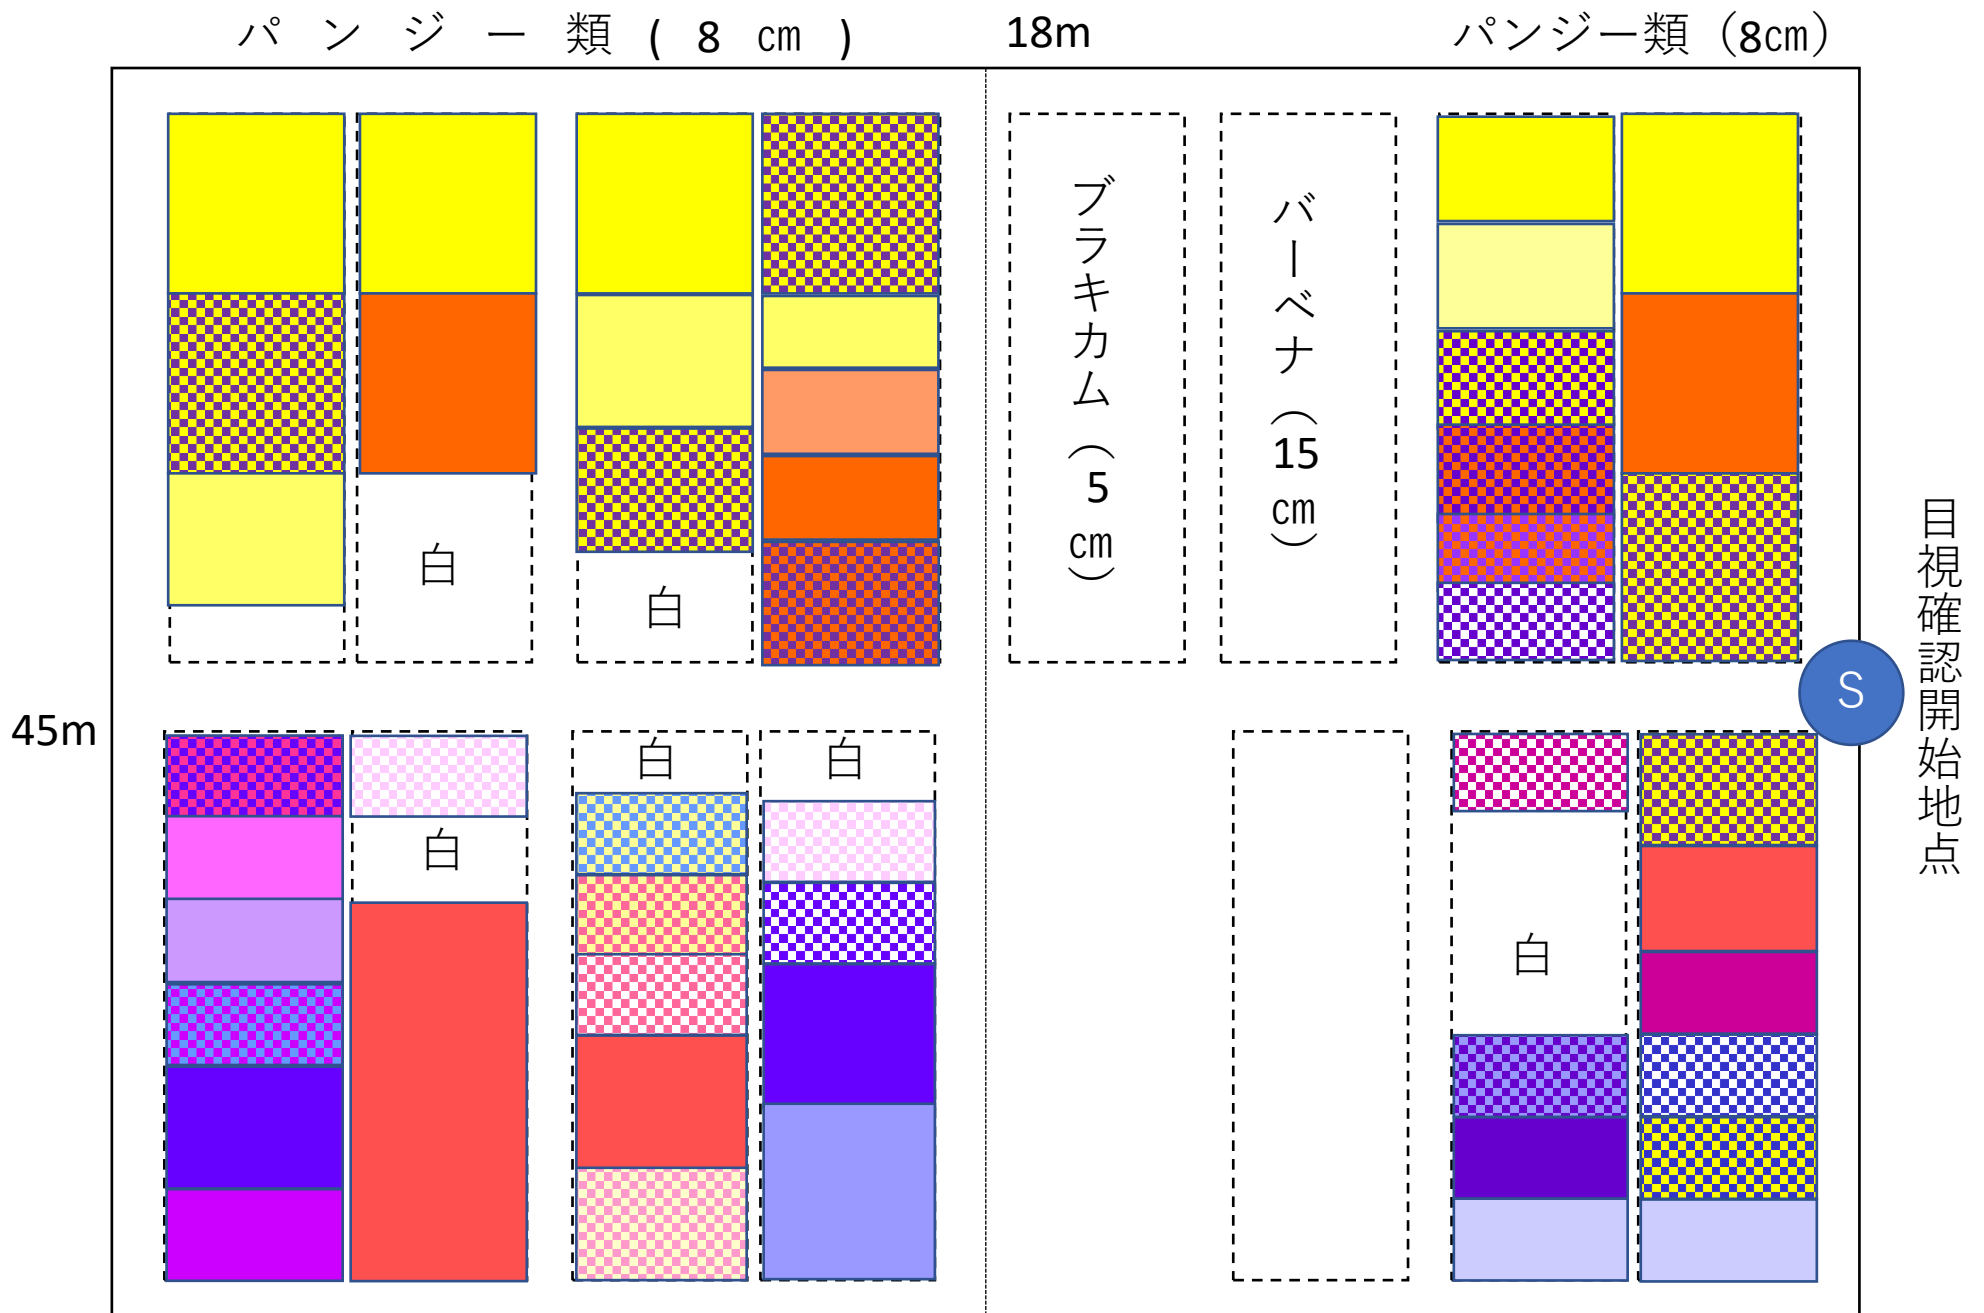 パンジー類(8㎝)
18m
パンジー類（8㎝）
ブラキカム（5㎝）
バーベナ（15㎝）
白
白
目視確認開始地点
S
45m
白
白
白
白